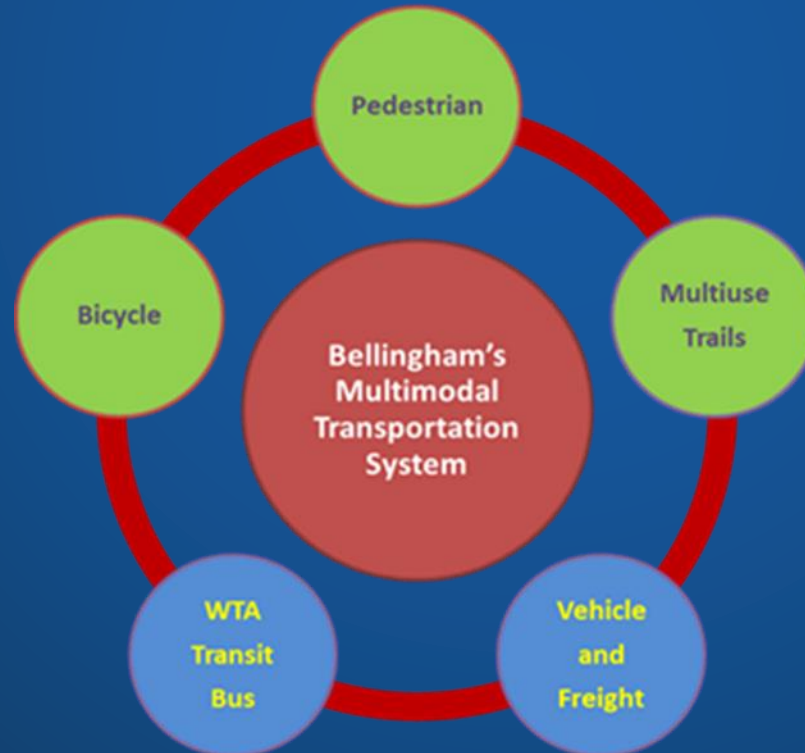 Pedestrian
Bicycle
Multiuse
Trails
Bellingham’s
Multimodal
Transportation
System
WTA
Transit
Bus
Vehicle
and
Freight